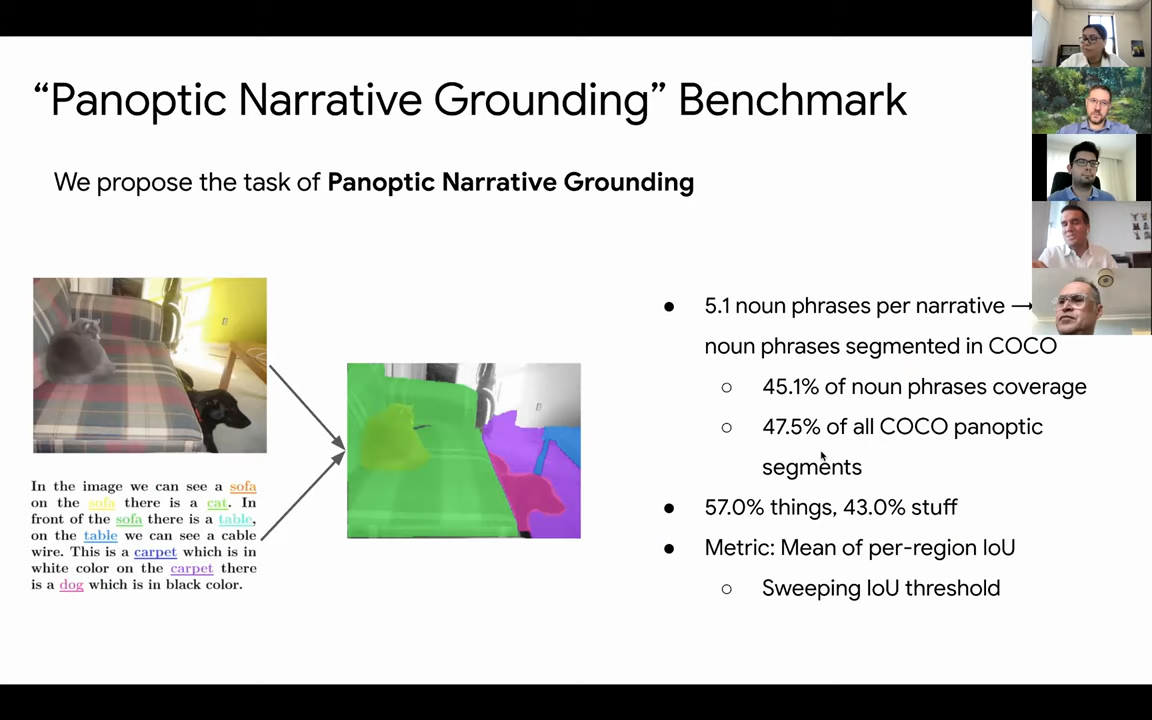 “Panoptic Narrative Grounding” Benchmark
We propose the task of Panoptic Narrative Grounding
In the image we can see a sofa
on the sofa there is a cat. In
front of the sofa there is a table,
on the table we can see a cable
wire. This is a carpet which is in
white color on the carpet there
is a dog which is in black color.
● 5.1 noun phrases per narrative →
noun phrases segmented in COCO
○ 45.1% of noun phrases coverage
○ 47.5% of all COCO panoptic
segments
● 57.0% things, 43.0% stuff
● Metric: Mean of per-region IoU
○ Sweeping IoU threshold